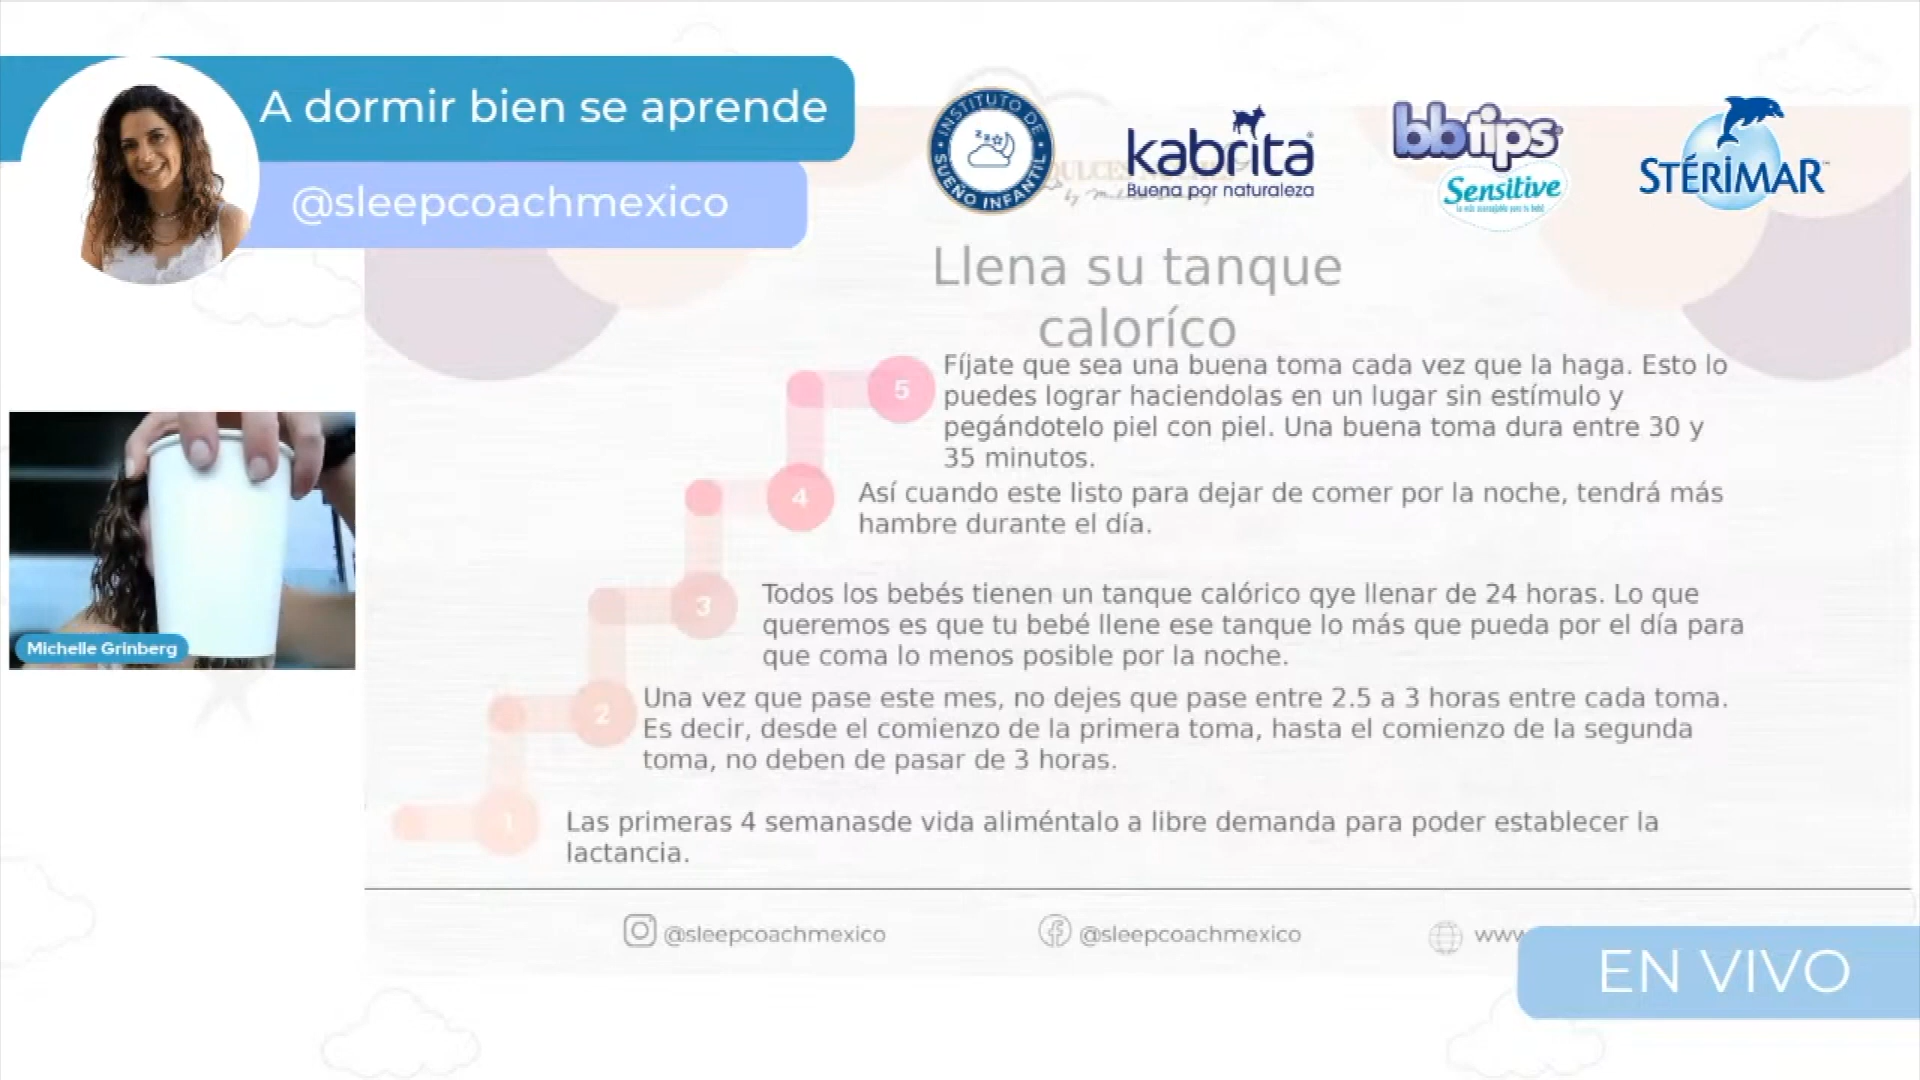 A dormir bien se aprende
@sleepcoachmexico
INSTITUTO DE
SUEÑO INFANTIL
kabrita
Buena por naturaleza
bbtips
Sensitive
STÉRIMAR
Llena su tanque
caloríco
5
Fíjate que sea una buena toma cada vez que la haga. Esto lo
puedes lograr haciendolas en un lugar sin estímulo y
pegándotelo piel con piel. Una buena toma dura entre 30 y
35 minutos.
4
Así cuando este listo para dejar de comer por la noche, tendrá más
hambre durante el día.
3
Todos los bebés tienen un tanque calórico qye llenar de 24 horas. Lo que
queremos es que tu bebé llene ese tanque lo más que pueda por el día para
que coma lo menos posible por la noche.
2
Una vez que pase este mes, no dejes que pase entre 2.5 a 3 horas entre cada toma.
Es decir, desde el comienzo de la primera toma, hasta el comienzo de la segunda
toma, no deben de pasar de 3 horas.
1
Las primeras 4 semanasde vida aliméntalo a libre demanda para poder establecer la
lactancia.
Michelle Grinberg
@sleepcoachmexico
@sleepcoachmexico
www
EN VIVO